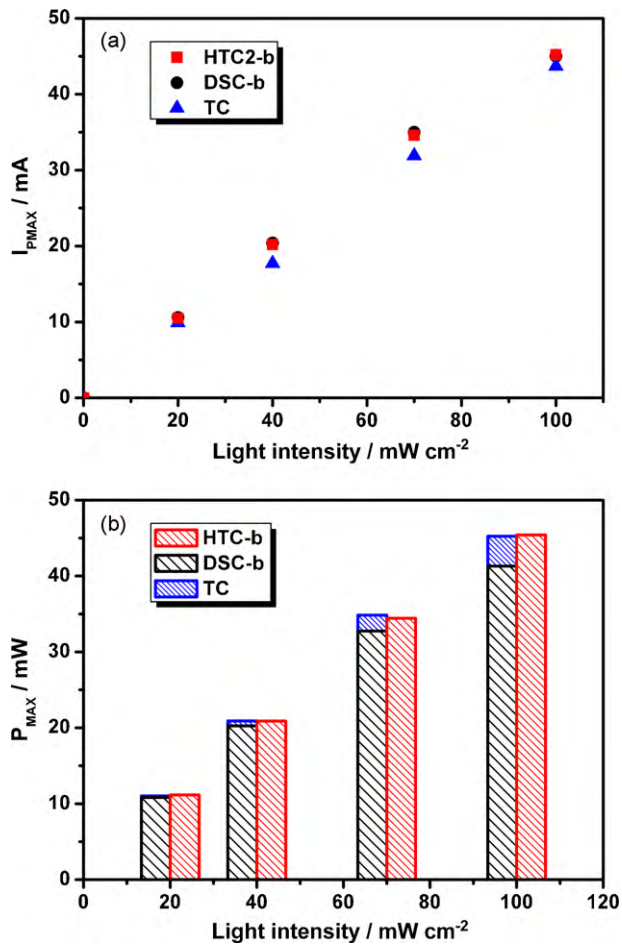 (a)
HTC2-b
DSC-b
TC
50
40
30
20
10
0
I_PMAX / mA
0 20 40 60 80 100
Light intensity / mW cm⁻²
(b)
HTC-b
DSC-b
TC
50
40
30
20
10
0
P_MAX / mW
0 20 40 60 80 100 120
Light intensity / mW cm⁻²